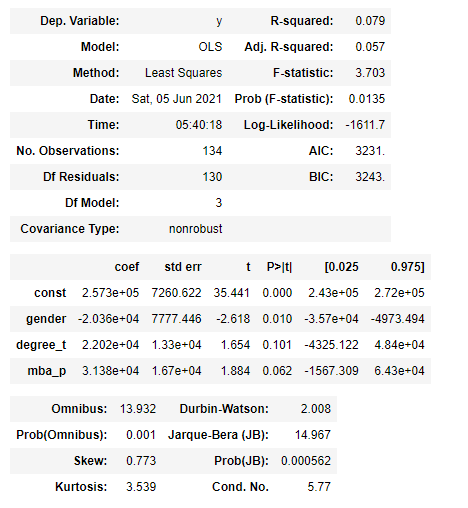 Dep. Variable: y R-squared: 0.079
Model: OLS Adj. R-squared: 0.057
Method: Least Squares F-statistic: 3.703
Date: Sat, 05 Jun 2021 Prob (F-statistic): 0.0135
Time: 05:40:18 Log-Likelihood: -1611.7
No. Observations: 134 AIC: 3231.
Df Residuals: 130 BIC: 3243.
Df Model: 3
Covariance Type: nonrobust
coef std err t P>|t| [0.025 0.975]
const 2.573e+05 7260.622 35.441 0.000 2.43e+05 2.72e+05
gender -2.036e+04 7777.446 -2.618 0.010 -3.57e+04 -4973.494
degree_t 2.202e+04 1.33e+04 1.654 0.101 -4325.122 4.84e+04
mba_p 3.138e+04 1.67e+04 1.884 0.062 -1567.309 6.43e+04
Omnibus: 13.932 Durbin-Watson: 2.008
Prob(Omnibus): 0.001 Jarque-Bera (JB): 14.967
Skew: 0.773 Prob(JB): 0.000562
Kurtosis: 3.539 Cond. No. 5.77